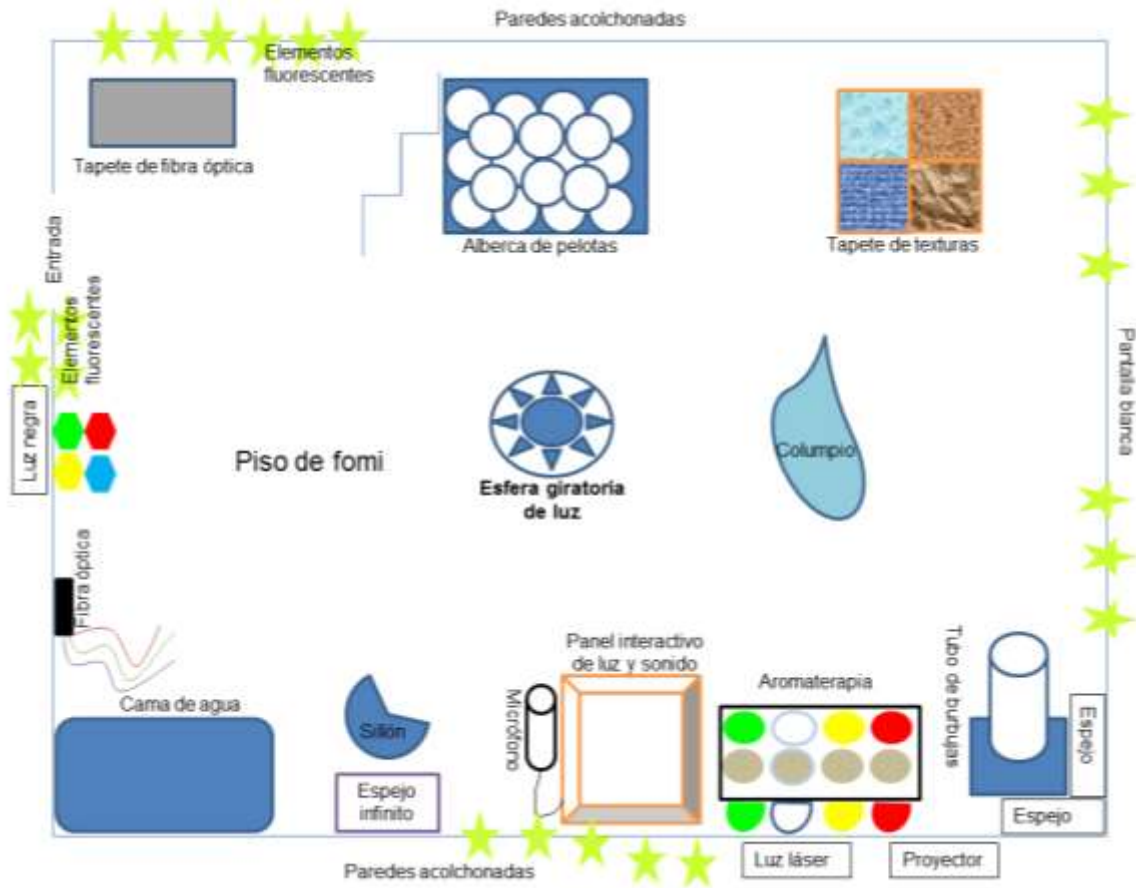 Paredes acolchonadas
Elementos
fluorescentes
Tapete de fibra óptica
Alberca de pelotas
Tapete de texturas
Entrada
Elementos
fluorescentes
Luz negra
Piso de fomi
Esfera giratoria
de luz
Columpio
Pantalla blanca
Fibra óptica
Cama de agua
Sillón
Espejo
infinito
Micrófono
Panel interactivo
de luz y sonido
Aromaterapia
Tubo de burbujas
Espejo
Espejo
Paredes acolchonadas
Luz láser
Proyector